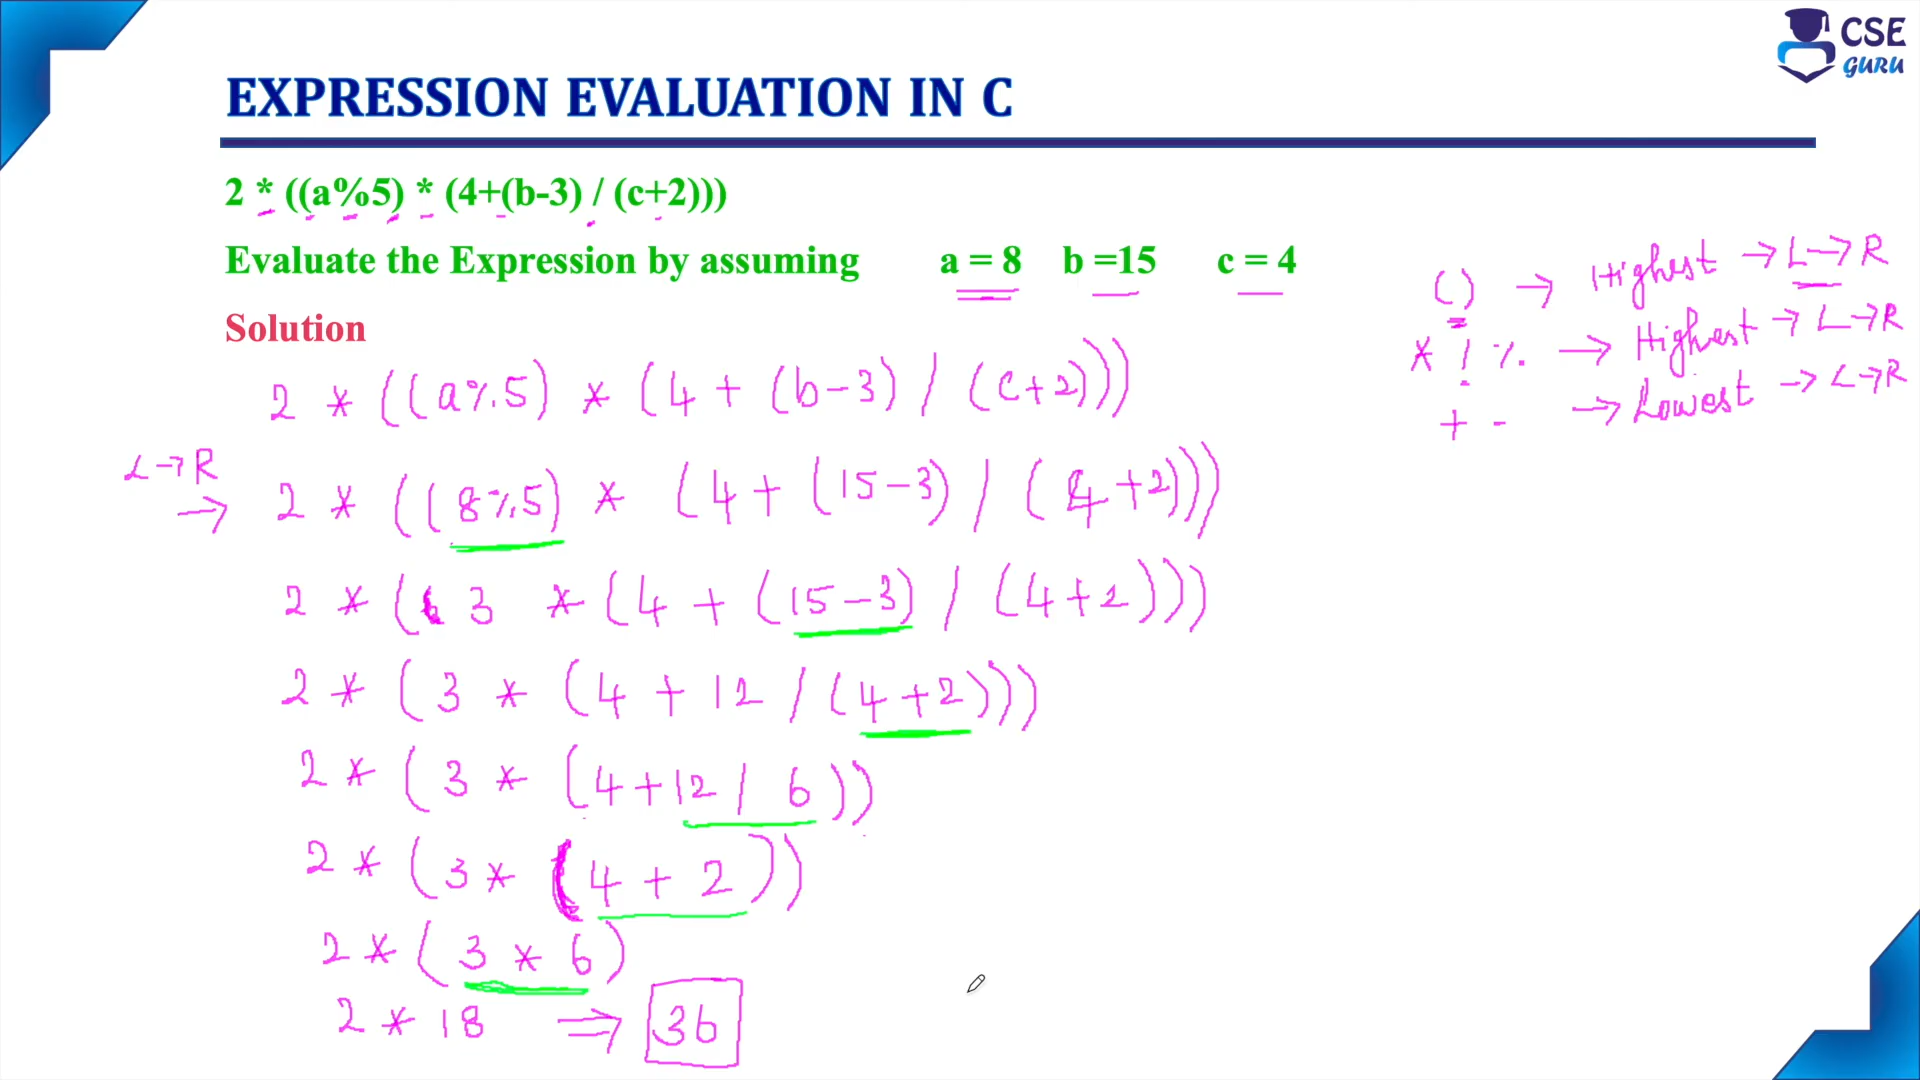 CSE
GURU
EXPRESSION EVALUATION IN C
2 * ((a%5) * (4+(b-3) / (c+2)))
Evaluate the Expression by assuming a = 8 b =15 c = 4
Solution
() → Highest → L→R
* / % → Highest → L→R
+ - → Lowest → L→R
2 * ((a%5) * (4 + (b-3) / (c+2)))
L→R
→ 2 * ((8%5) * (4 + (15-3) / (4+2)))
2 * ( 3 * (4 + (15-3) / (4+2)))
2 * (3 * (4 + 12 / (4+2)))
2 * (3 * (4+12 / 6))
2 * (3 * (4 + 2))
2 * (3 * 6)
2 * 18 ⇒ 36